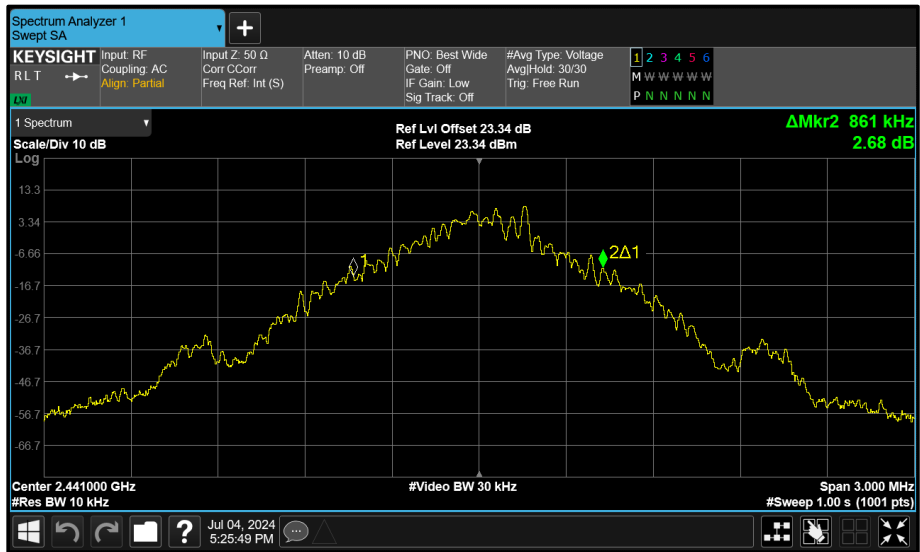 Spectrum Analyzer 1
Swept SA
▼
+
KEYSIGHT
RLT
LXI
Input: RF
Coupling: AC
Align: Partial
Input Z: 50 Ω
Corr CCorr
Freq Ref: Int (S)
Atten: 10 dB
Preamp: Off
PNO: Best Wide
Gate: Off
IF Gain: Low
Sig Track: Off
#Avg Type: Voltage
Avg|Hold: 30/30
Trig: Free Run
1 2 3 4 5 6
M W W W W W
P N N N N N
1 Spectrum ▼
Scale/Div 10 dB
Ref Lvl Offset 23.34 dB
Ref Level 23.34 dBm
ΔMkr2 861 kHz
2.68 dB
Log
13.3
3.34
-6.66
-16.7
-26.7
-36.7
-46.7
-56.7
-66.7
1
2Δ1
Center 2.441000 GHz
#Res BW 10 kHz
#Video BW 30 kHz
Span 3.000 MHz
#Sweep 1.00 s (1001 pts)
?
Jul 04, 2024
5:25:49 PM